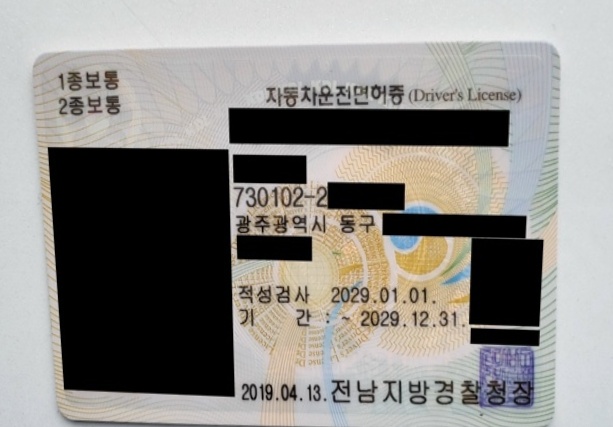 1종보통
2종보통
자동차운전면허증 (Driver's License)
730102-2
광주광역시 동구
적성검사 2029.01.01.
기 간 : ~ 2029.12.31.
2019.04.13. 전남지방경찰청장